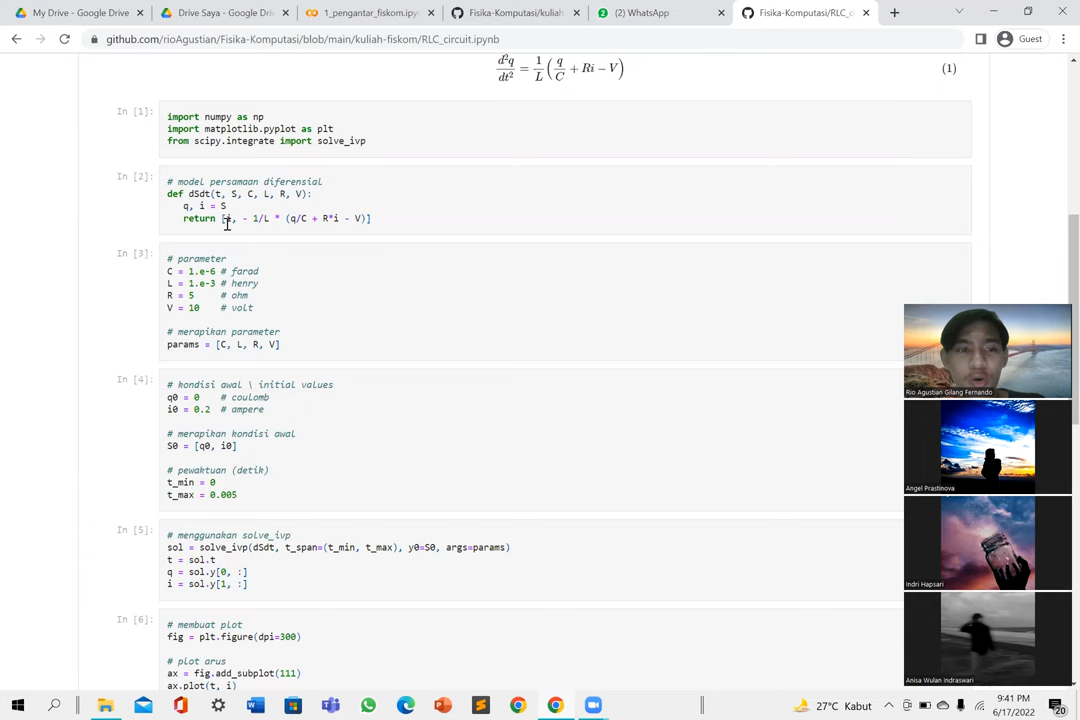 My Drive - Google Drive
Drive Saya - Google Driv
1_pengantar_fiskom.ipyn
Fisika-Komputasi/kuliah
(2) WhatsApp
Fisika-Komputasi/RLC_ci
github.com/rioAgustian/Fisika-Komputasi/blob/main/kuliah-fiskom/RLC_circuit.ipynb
Guest
d²q/dt² = 1/L (q/C + Ri − V) (1)
In [1]:
import numpy as np
import matplotlib.pyplot as plt
from scipy.integrate import solve_ivp
In [2]:
# model persamaan diferensial
def dSdt(t, S, C, L, R, V):
q, i = S
return [i, - 1/L * (q/C + R*i - V)]
In [3]:
# parameter
C = 1.e-6 # farad
L = 1.e-3 # henry
R = 5 # ohm
V = 10 # volt
# merapikan parameter
params = [C, L, R, V]
In [4]:
# kondisi awal \ initial values
q0 = 0 # coulomb
i0 = 0.2 # ampere
# merapikan kondisi awal
S0 = [q0, i0]
# pewaktuan (detik)
t_min = 0
t_max = 0.005
In [5]:
# menggunakan solve_ivp
sol = solve_ivp(dSdt, t_span=(t_min, t_max), y0=S0, args=params)
t = sol.t
q = sol.y[0, :]
i = sol.y[1, :]
In [6]:
# membuat plot
fig = plt.figure(dpi=300)
# plot arus
ax = fig.add_subplot(111)
ax.plot(t, i)
Rio Agustian Gilang Fernando
Angel Prastinova
Indri Hapsari
Anisa Wulan Indraswari
27°C Kabut
9:41 PM
6/17/2022
20